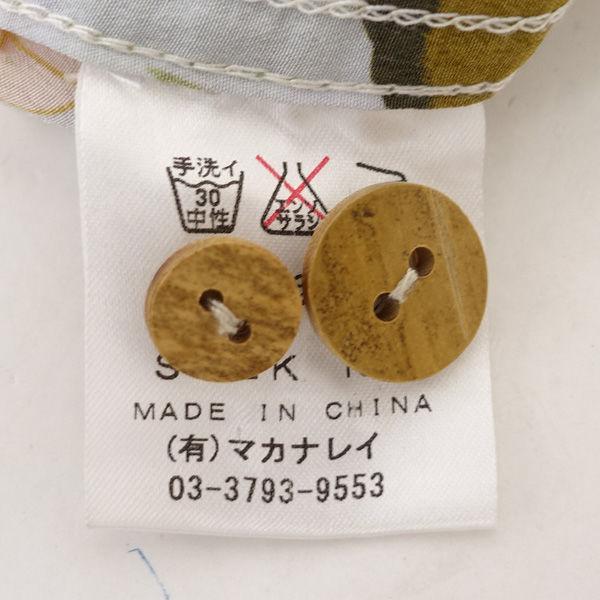 手洗イ
30
中性
エンソ
サラシ
MADE IN CHINA
(有)マカナレイ
03-3793-9553